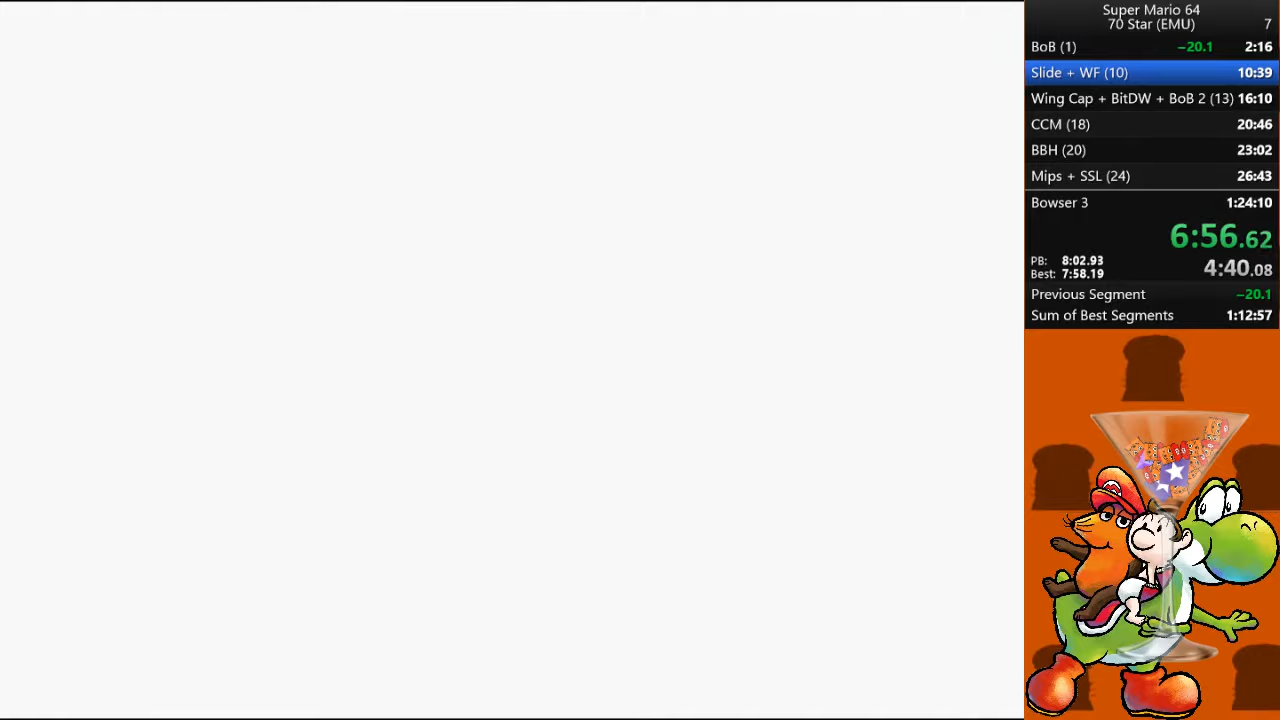 Super Mario 64
70 Star (EMU) 7
BoB (1) −20.1 2:16
Slide + WF (10) 10:39
Wing Cap + BitDW + BoB 2 (13) 16:10
CCM (18) 20:46
BBH (20) 23:02
Mips + SSL (24) 26:43
Bowser 3 1:24:10
6:56.62
PB: 8:02.93
Best: 7:58.19
4:40.08
Previous Segment −20.1
Sum of Best Segments 1:12:57